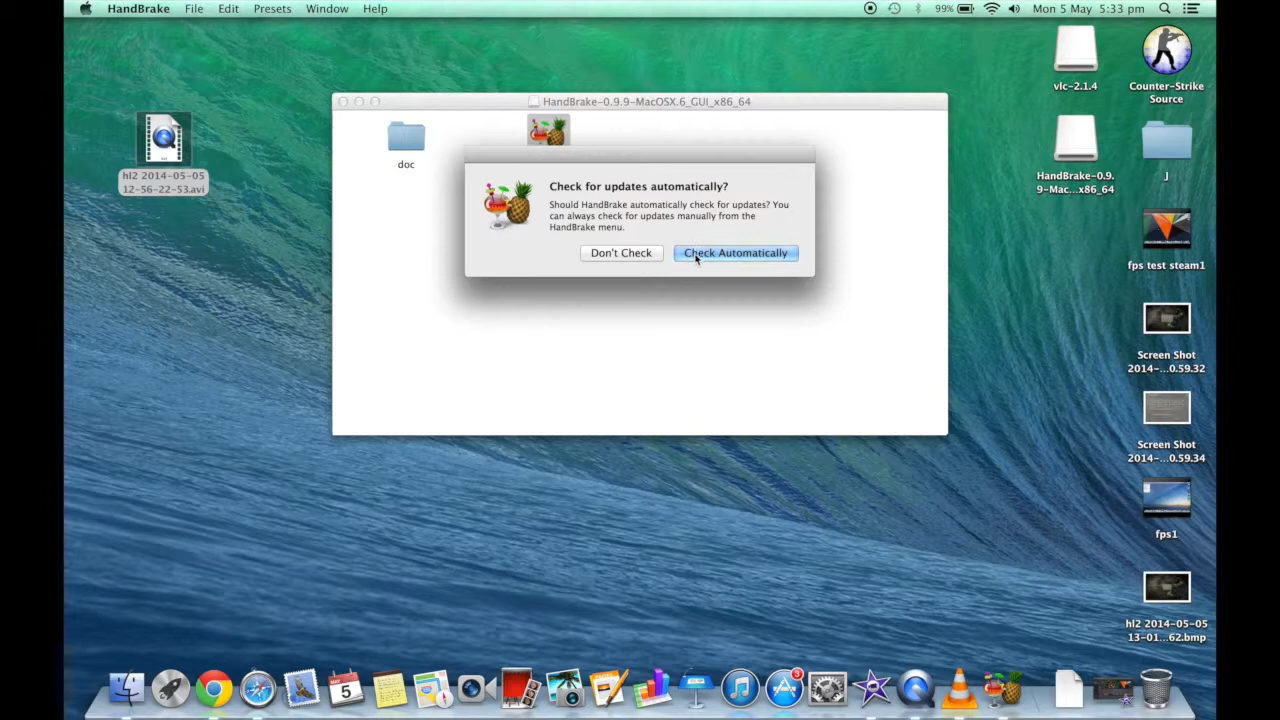 HandBrake File Edit Presets Window Help 99% Mon 5 May 5:33 pm
HandBrake-0.9.9-MacOSX.6_GUI_x86_64
doc
Check for updates automatically?
Should HandBrake automatically check for updates? You
can always check for updates manually from the
HandBrake menu.
Don't Check Check Automatically
hl2 2014-05-05
12-56-22-53.avi
vlc-2.1.4
Counter-Strike
Source
HandBrake-0.9.
9-Mac...x86_64
J
fps test steam1
Screen Shot
2014-...0.59.32
Screen Shot
2014-...0.59.34
fps1
hl2 2014-05-05
13-01...62.bmp
MAY
5
3